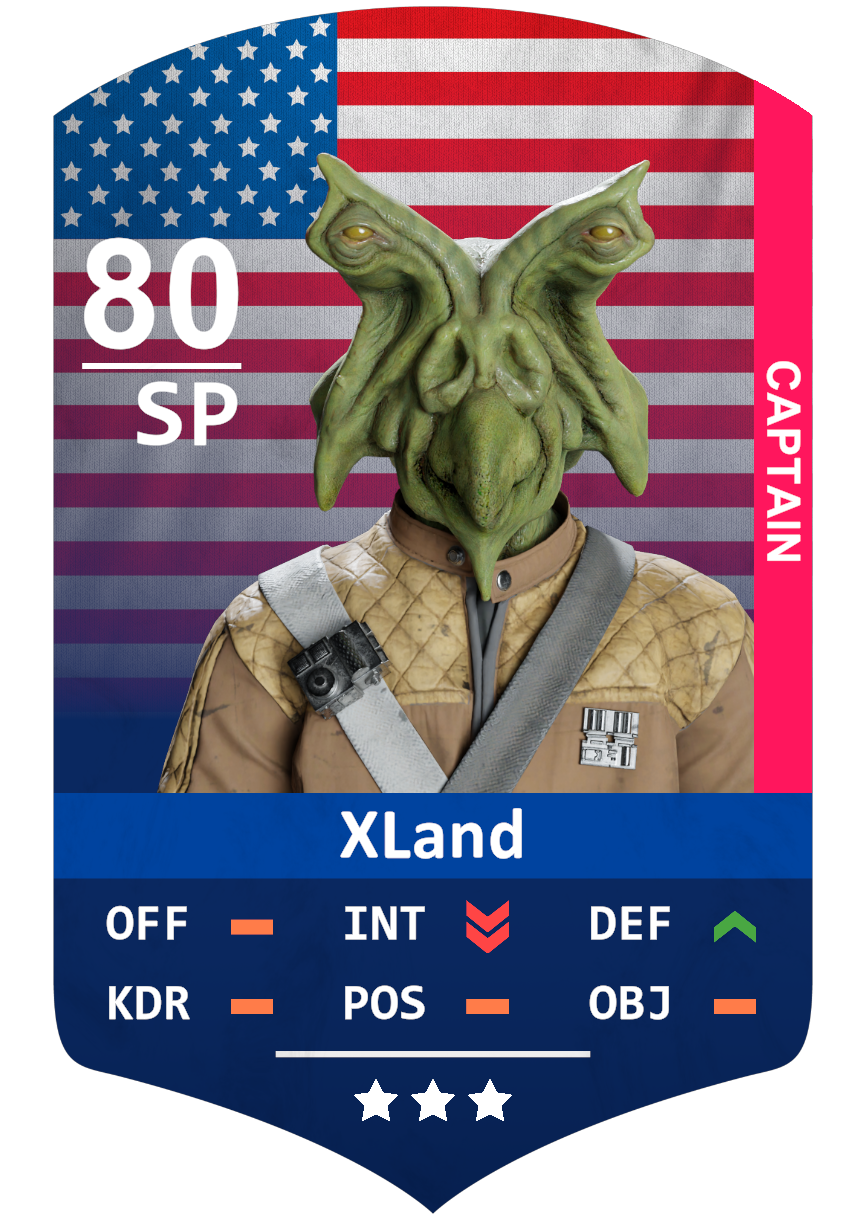 80
SP
CAPTAIN
XLand
OFF INT DEF
KDR POS OBJ